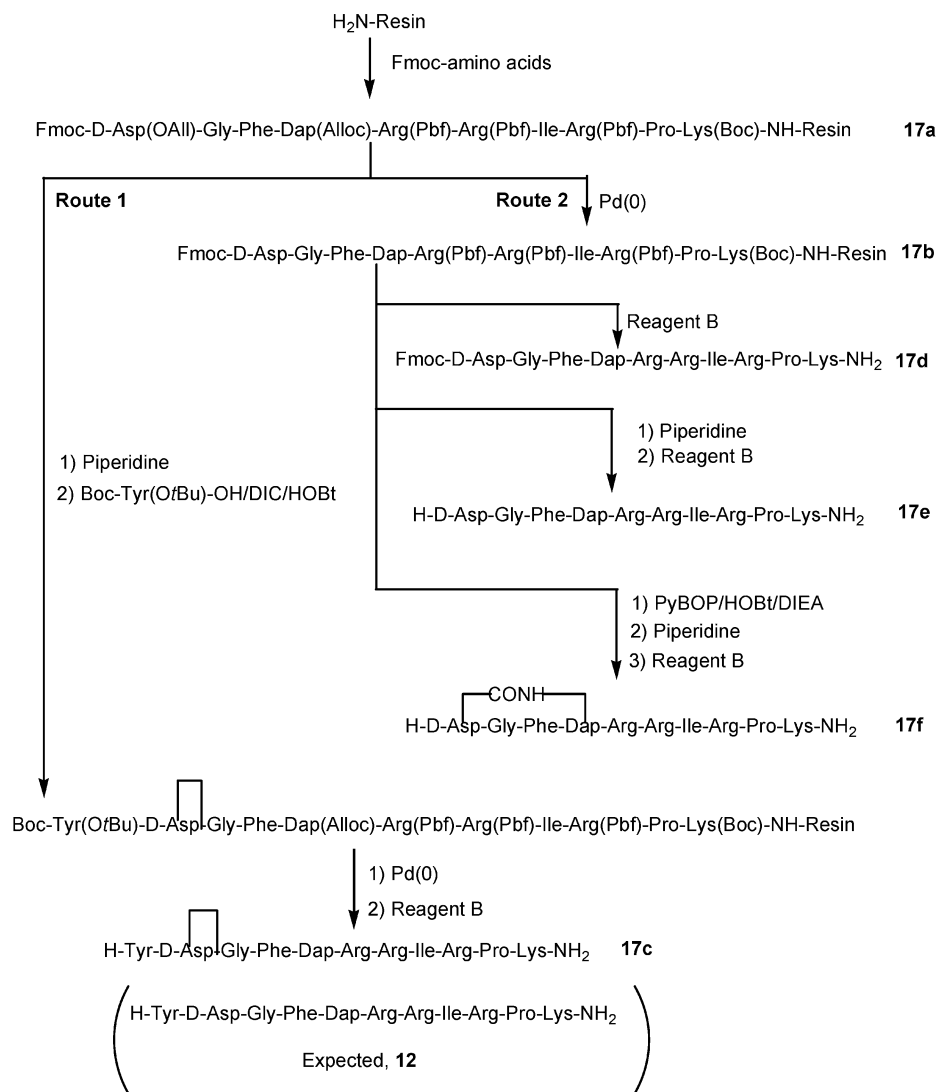 H2N-Resin
Fmoc-amino acids
Fmoc-D-Asp(OAll)-Gly-Phe-Dap(Alloc)-Arg(Pbf)-Arg(Pbf)-Ile-Arg(Pbf)-Pro-Lys(Boc)-NH-Resin 17a
Route 1
Route 2 Pd(0)
Fmoc-D-Asp-Gly-Phe-Dap-Arg(Pbf)-Arg(Pbf)-Ile-Arg(Pbf)-Pro-Lys(Boc)-NH-Resin 17b
Reagent B
Fmoc-D-Asp-Gly-Phe-Dap-Arg-Arg-Ile-Arg-Pro-Lys-NH2 17d
1) Piperidine
2) Reagent B
1) Piperidine
2) Boc-Tyr(OtBu)-OH/DIC/HOBt
H-D-Asp-Gly-Phe-Dap-Arg-Arg-Ile-Arg-Pro-Lys-NH2 17e
1) PyBOP/HOBt/DIEA
2) Piperidine
3) Reagent B
CONH
H-D-Asp-Gly-Phe-Dap-Arg-Arg-Ile-Arg-Pro-Lys-NH2 17f
Boc-Tyr(OtBu)-D-Asp-Gly-Phe-Dap(Alloc)-Arg(Pbf)-Arg(Pbf)-Ile-Arg(Pbf)-Pro-Lys(Boc)-NH-Resin
1) Pd(0)
2) Reagent B
H-Tyr-D-Asp-Gly-Phe-Dap-Arg-Arg-Ile-Arg-Pro-Lys-NH2 17c
H-Tyr-D-Asp-Gly-Phe-Dap-Arg-Arg-Ile-Arg-Pro-Lys-NH2
Expected, 12